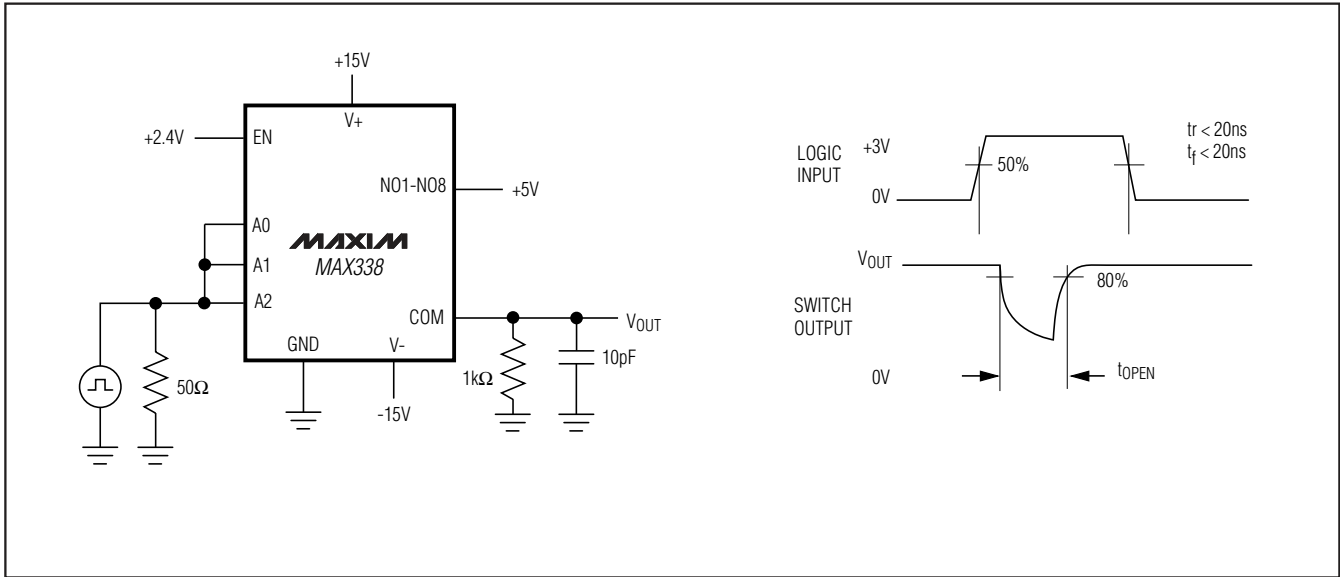 +15V
V+
+2.4V
EN
NO1-NO8
+5V
A0
MAXIM
A1
MAX338
A2
COM
VOUT
GND
V-
10pF
50Ω
1kΩ
-15V
LOGIC
INPUT
+3V
50%
tr < 20ns
tf < 20ns
0V
VOUT
80%
SWITCH
OUTPUT
0V
tOPEN